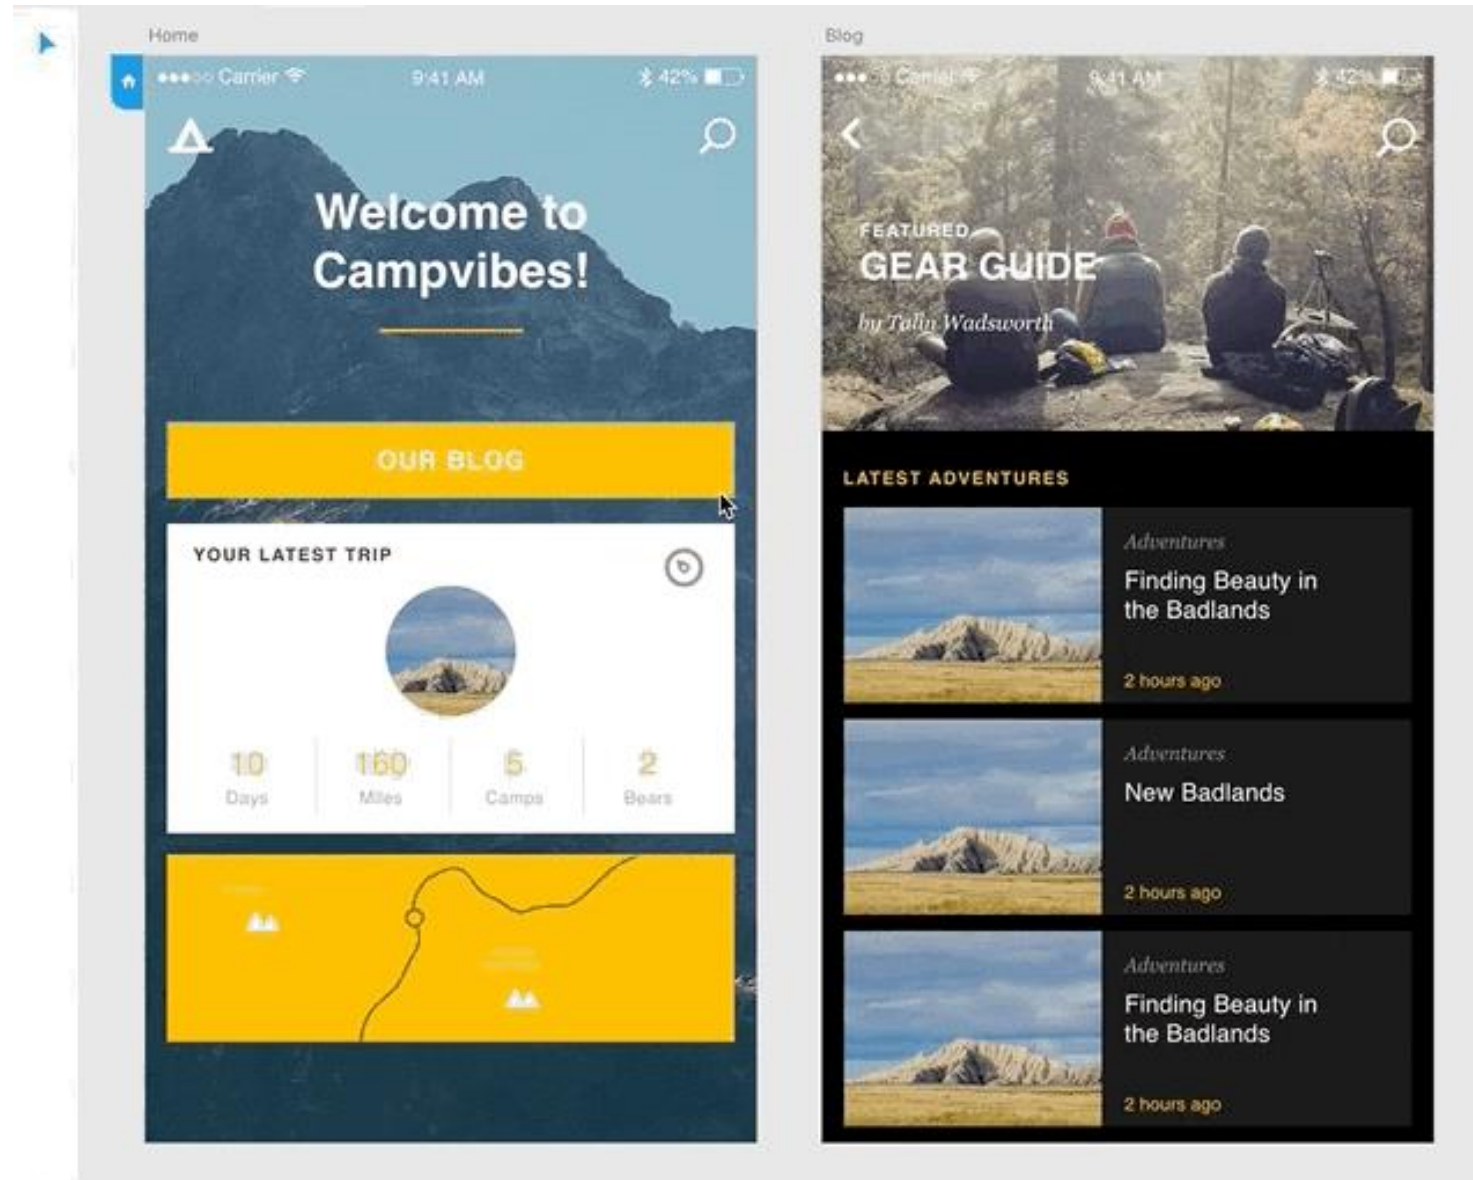 Home
Carrier
9:41 AM
42%
Welcome to
Campvibes!
OUR BLOG
YOUR LATEST TRIP
10
160
5
2
Days
Miles
Camps
Bears
Blog
Carrier
9:41 AM
42%
FEATURED
GEAR GUIDE
by Talin Wadsworth
LATEST ADVENTURES
Adventures
Finding Beauty in
the Badlands
2 hours ago
Adventures
New Badlands
2 hours ago
Adventures
Finding Beauty in
the Badlands
2 hours ago